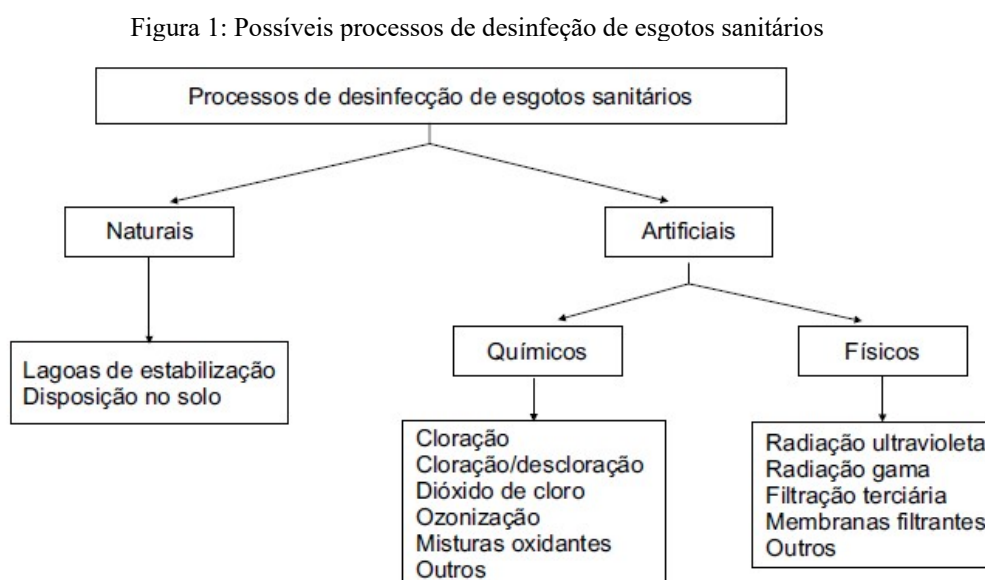 Figura 1: Possíveis processos de desinfeção de esgotos sanitários
Processos de desinfecção de esgotos sanitários
Naturais
Artificiais
Químicos
Físicos
Lagoas de estabilização
Disposição no solo
Cloração
Cloração/descloração
Dióxido de cloro
Ozonização
Misturas oxidantes
Outros
Radiação ultravioleta
Radiação gama
Filtração terciária
Membranas filtrantes
Outros